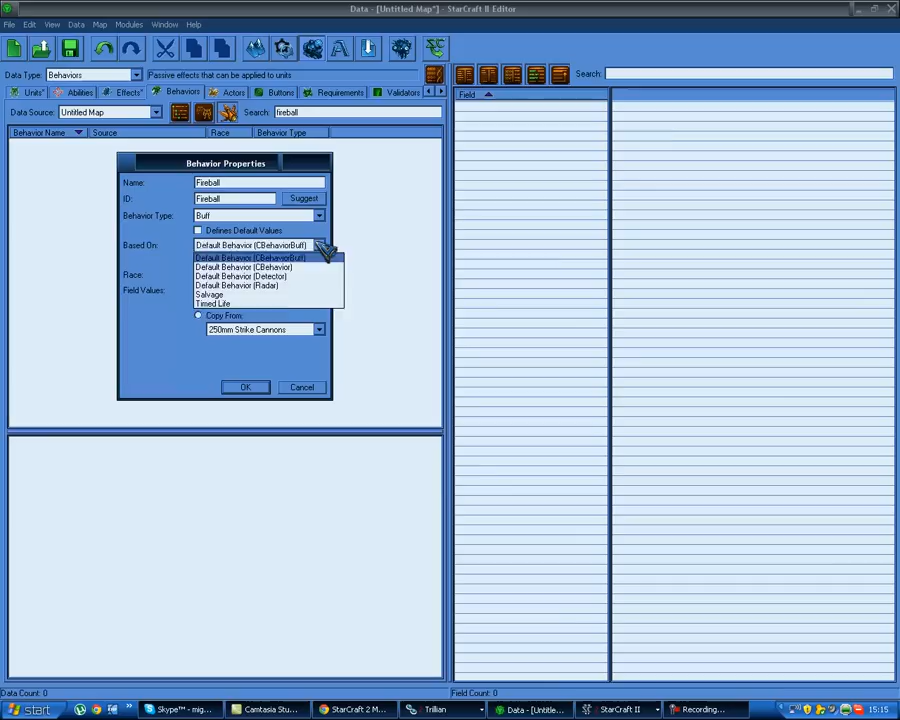 Data - [Untitled Map*] - StarCraft II Editor
File Edit View Data Map Modules Window Help
Data Type: Behaviors Passive effects that can be applied to units
Search:
Units* Abilities Effects* Behaviors Actors Buttons Requirements Validators
Field
Data Source: Untitled Map Search: fireball
Behavior Name Source Race Behavior Type
Behavior Properties
Name: Fireball
ID: Fireball Suggest
Behavior Type: Buff
Defines Default Values
Based On: Default Behavior (CBehaviorBuff)
Default Behavior (CBehaviorBuff)
Default Behavior (CBehavior)
Race: Default Behavior (Detector)
Field Values: Default Behavior (Radar)
Salvage
Timed Life
Copy From:
250mm Strike Cannons
OK Cancel
Data Count: 0 Field Count: 0
start Skype™ - mig... Camtasia Stu... StarCraft 2 M... Trillian Data - [Untitle... StarCraft II Recording... 15:15